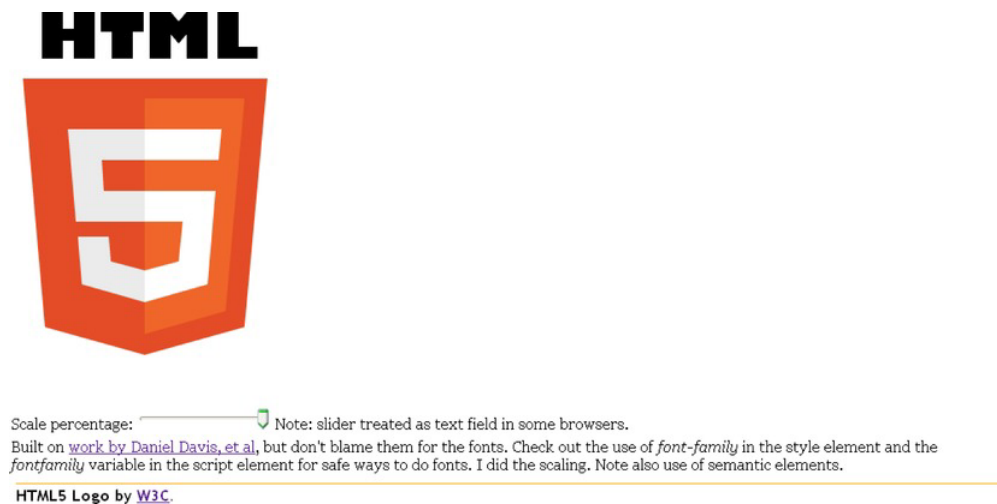 HTML
5
Scale percentage: Note: slider treated as text field in some browsers.
Built on work by Daniel Davis, et al, but don't blame them for the fonts. Check out the use of font-family in the style element and the
fontfamily variable in the script element for safe ways to do fonts. I did the scaling. Note also use of semantic elements.
HTML5 Logo by W3C.